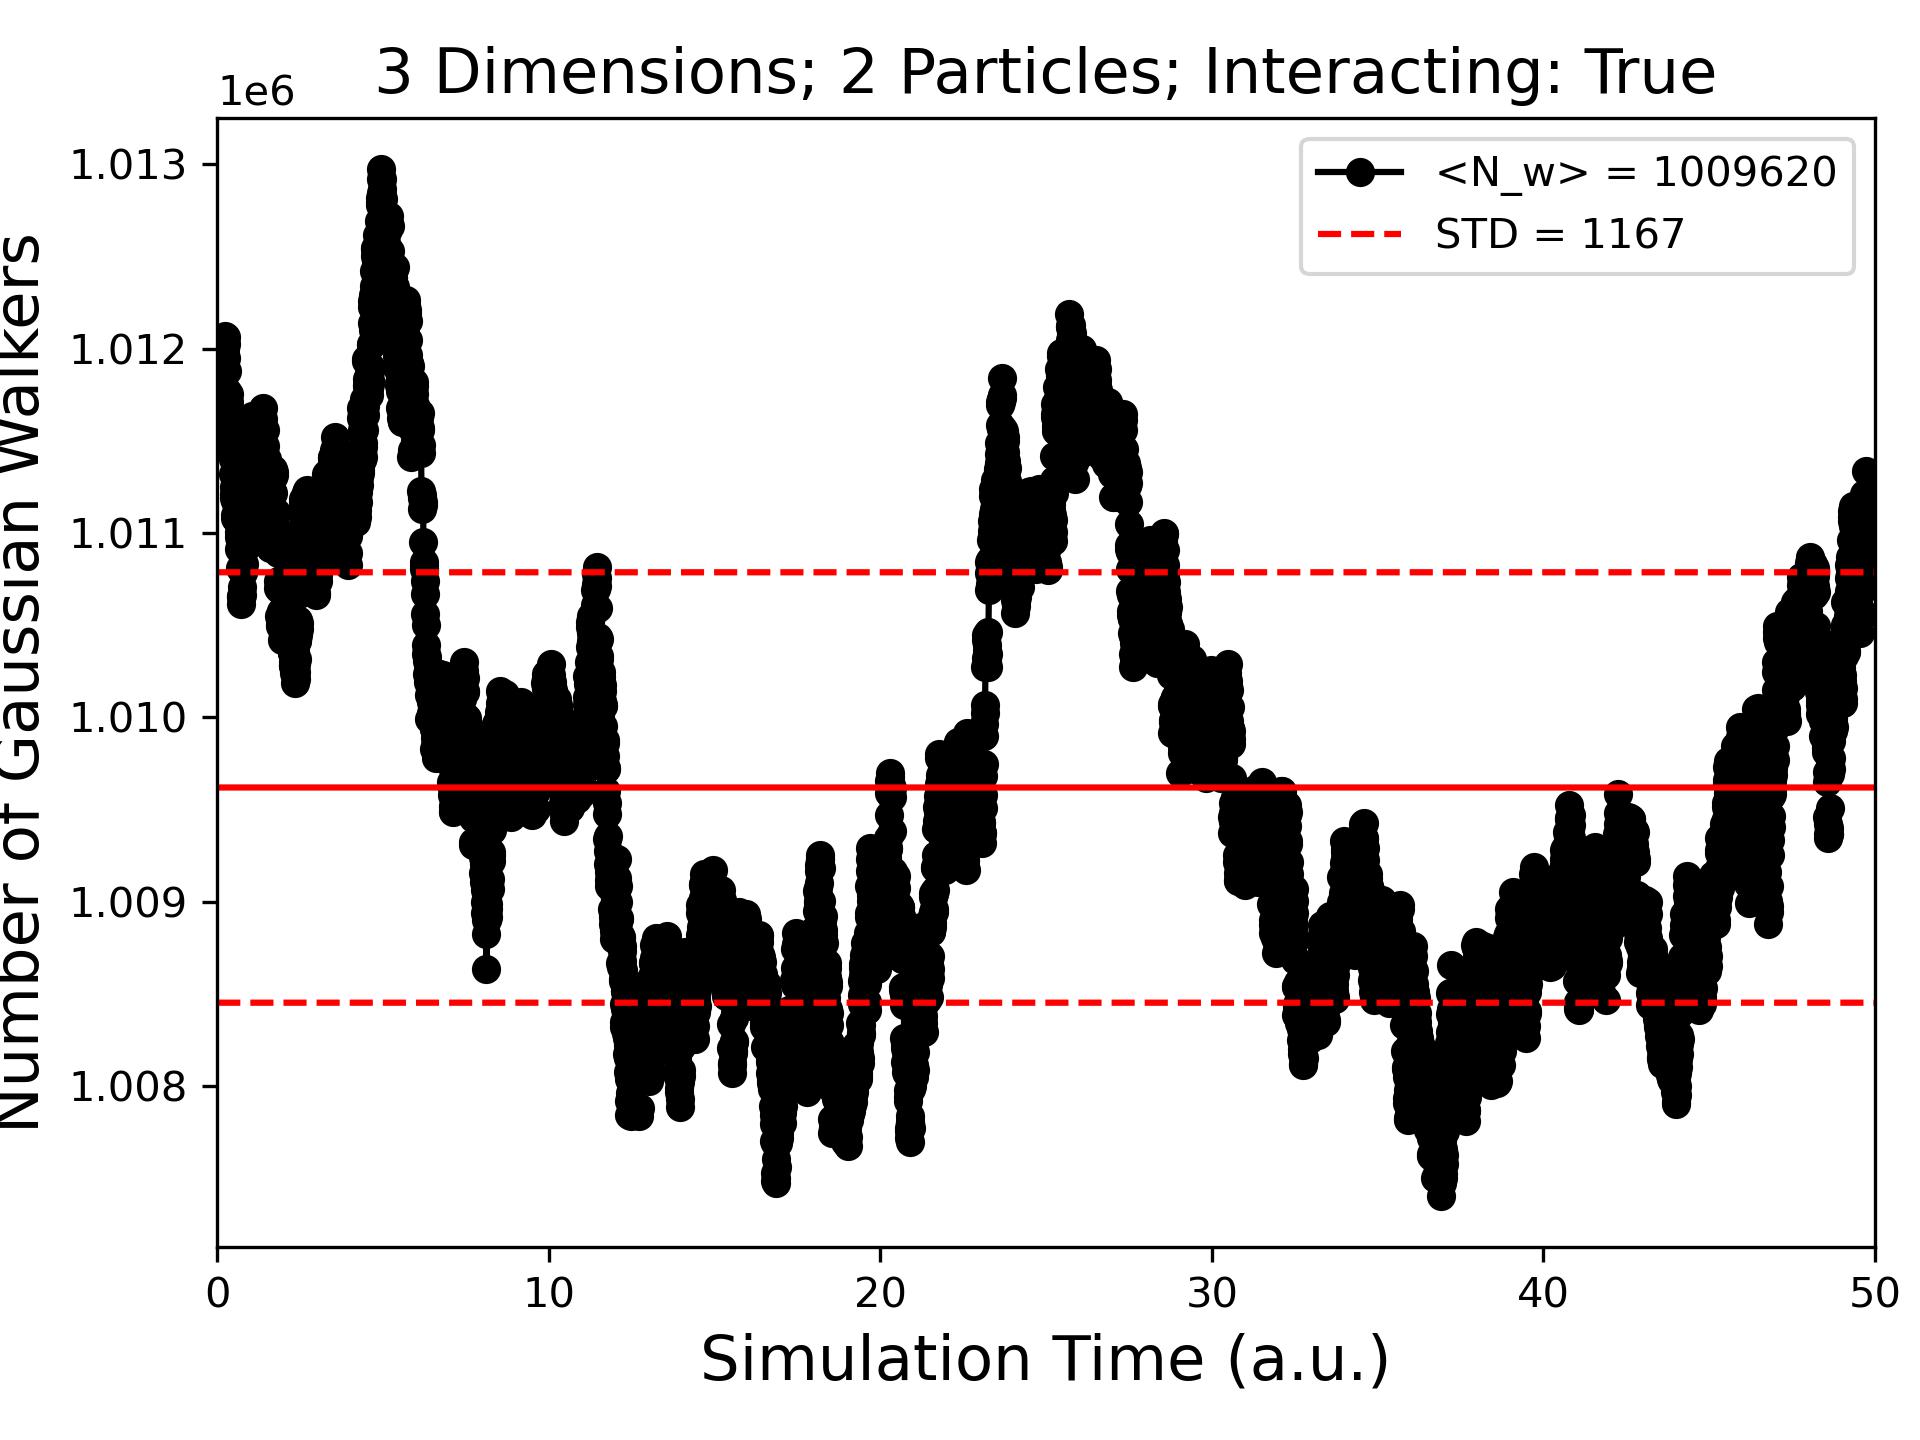 3 Dimensions; 2 Particles; Interacting: True
1e6
<N_w> = 1009620
STD = 1167
Number of Gaussian Walkers
1.013
1.012
1.011
1.010
1.009
1.008
0 10 20 30 40 50
Simulation Time (a.u.)